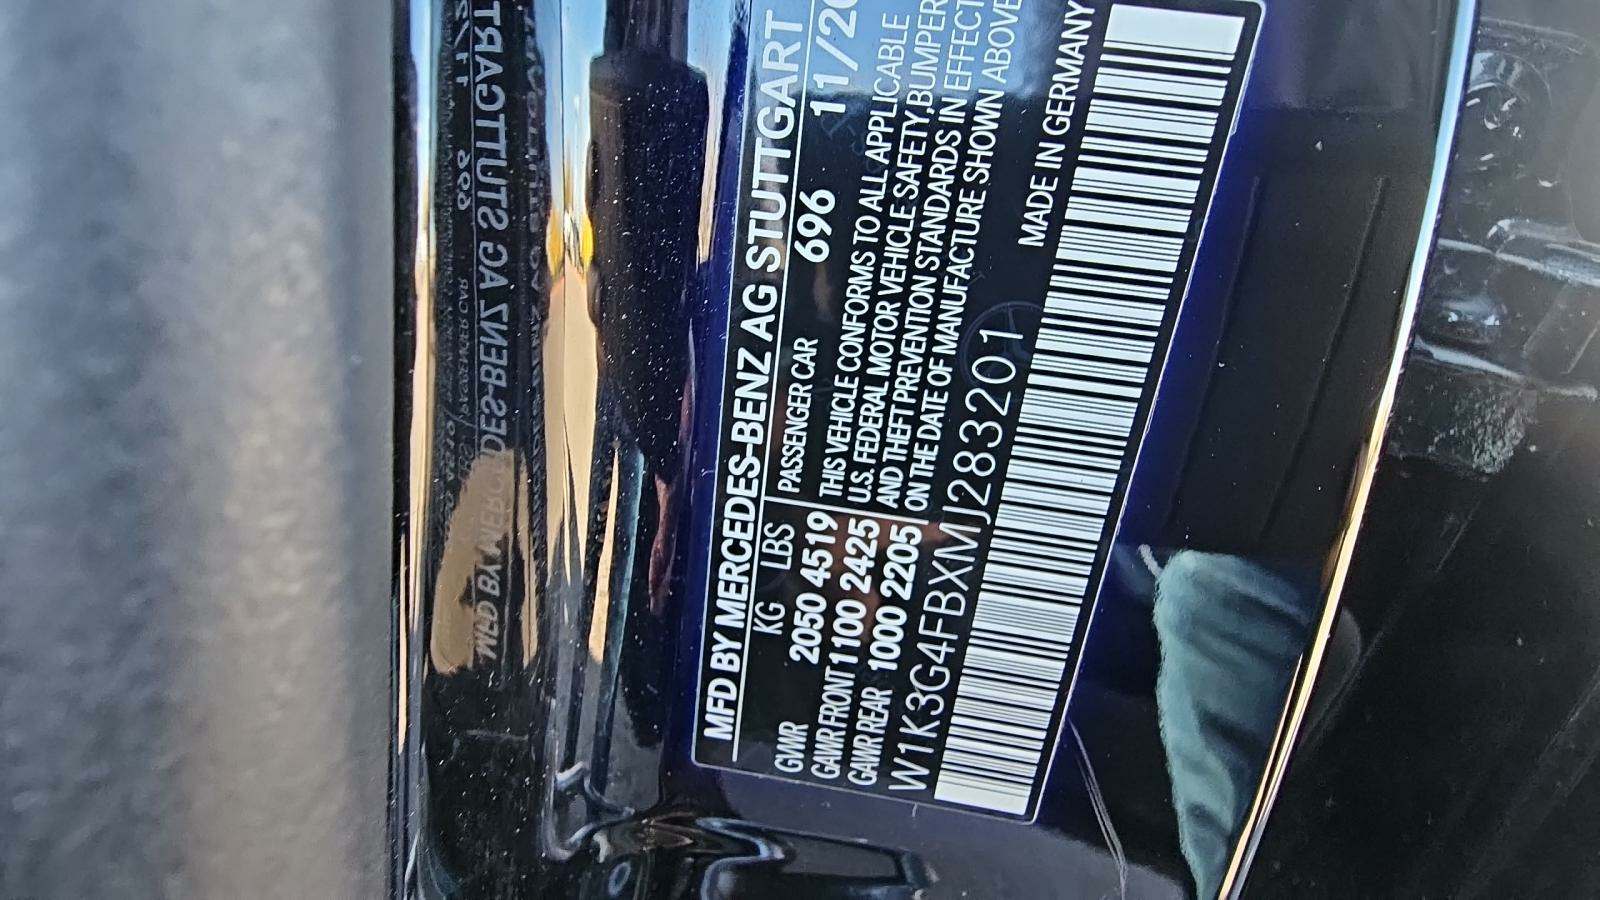 MFD BY MERCEDES-BENZ AG STUTTGART
KG LBS PASSENGER CAR 696 11/20
GVWR 2050 4519
GAWR FRONT 1100 2425
GAWR REAR 1000 2205
THIS VEHICLE CONFORMS TO ALL APPLICABLE
U.S. FEDERAL MOTOR VEHICLE SAFETY, BUMPER
AND THEFT PREVENTION STANDARDS IN EFFECT
ON THE DATE OF MANUFACTURE SHOWN ABOVE
W1K3G4FBXMJ283201
MADE IN GERMANY